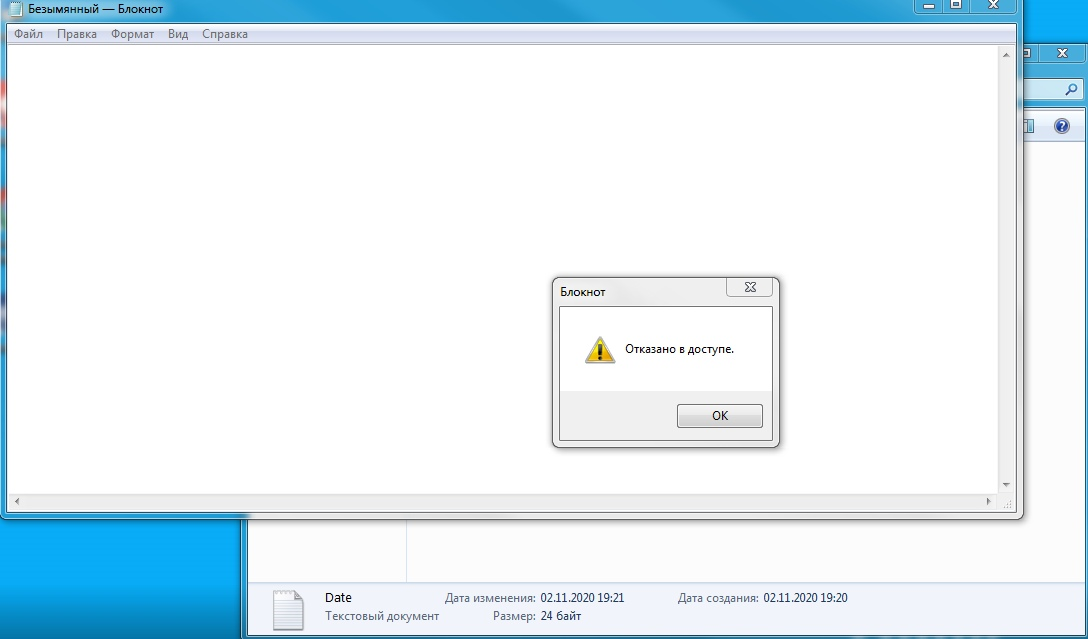 Безымянный — Блокнот
Файл Правка Формат Вид Справка
Блокнот
Отказано в доступе.
ОК
Date Дата изменения: 02.11.2020 19:21 Дата создания: 02.11.2020 19:20
Текстовый документ Размер: 24 байт